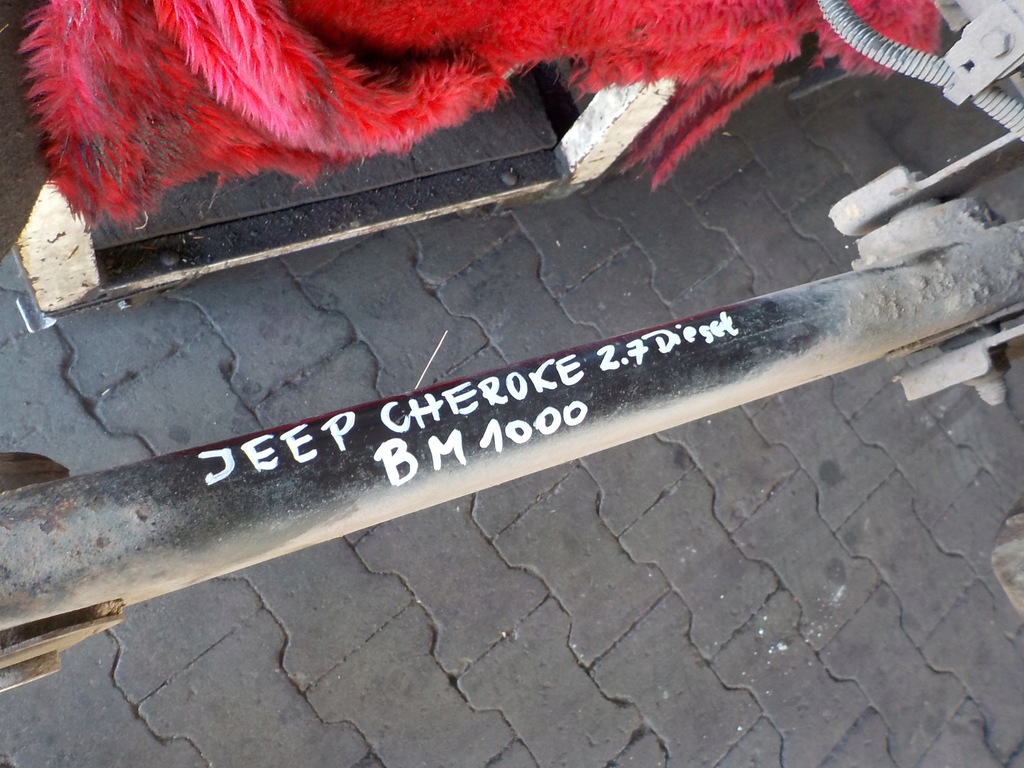 JEEP CHEROKE 2.7 Diesel
BM 1000